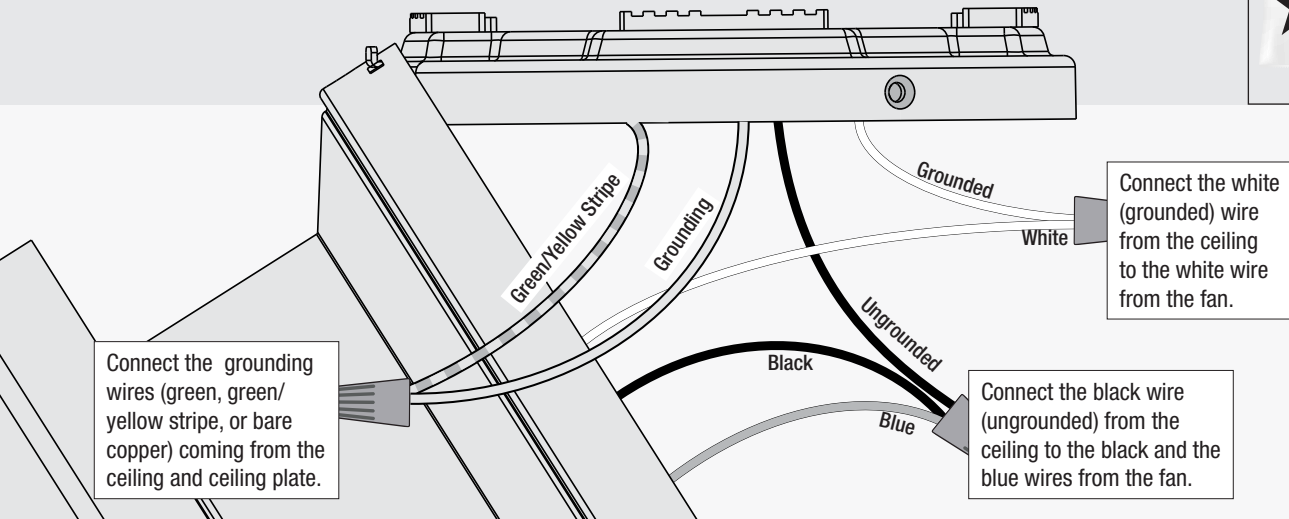 Grounded
Green/Yellow Stripe
Grounding
White
Connect the white
(grounded) wire
from the ceiling
to the white wire
from the fan.
Ungrounded
Black
Blue
Connect the grounding
wires (green, green/
yellow stripe, or bare
copper) coming from the
ceiling and ceiling plate.
Connect the black wire
(ungrounded) from the
ceiling to the black and the
blue wires from the fan.